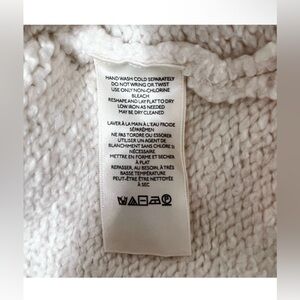 HAND WASH COLD SEPARATELY
DO NOT WRING OR TWIST
USE ONLY NON-CHLORINE
BLEACH
RESHAPE AND LAY FLAT TO DRY
LOW IRON AS NEEDED
MAY BE DRY CLEANED
LAVER À LA MAIN À L'EAU FROIDE
SÉPARÉMEN
NE PAS TORDRE OU ESSORER
UTILISER UN AGENT DE
BLANCHIMENT SANS CHLORE SI
NÉCESSAIRE
METTRE EN FORME ET SECHER
À PLAT
REPASSER, AU BESOIN, À TRÈS
BASSE TEMPÉRATURE
PEUT-ÊTRE ÊTRE NETTOYÉ
À SEC